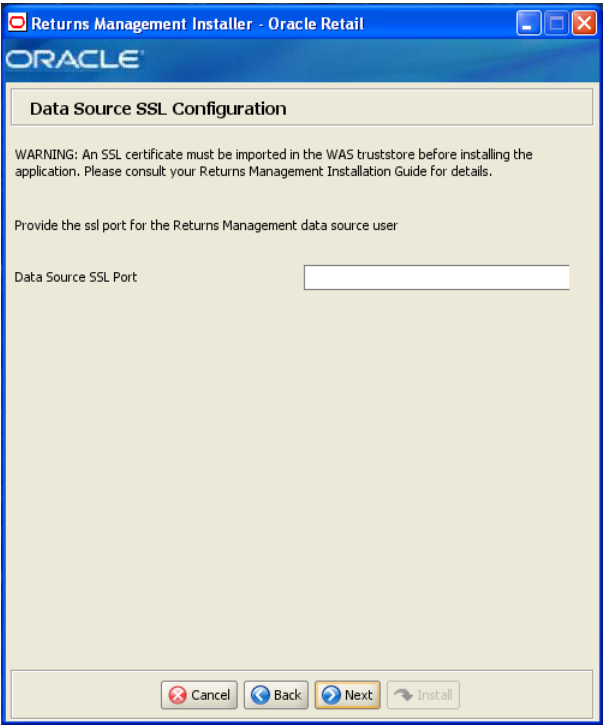 Returns Management Installer - Oracle Retail
ORACLE
Data Source SSL Configuration
WARNING: An SSL certificate must be imported in the WAS truststore before installing the
application. Please consult your Returns Management Installation Guide for details.
Provide the ssl port for the Returns Management data source user
Data Source SSL Port
Cancel Back Next Install